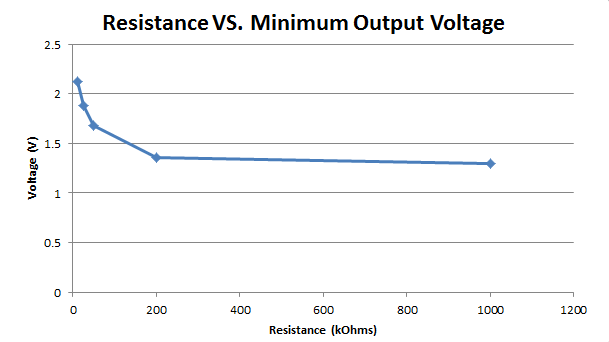 Resistance VS. Minimum Output Voltage
2.5
2
1.5
1
0.5
0
Voltage (V)
0 200 400 600 800 1000 1200
Resistance (kOhms)